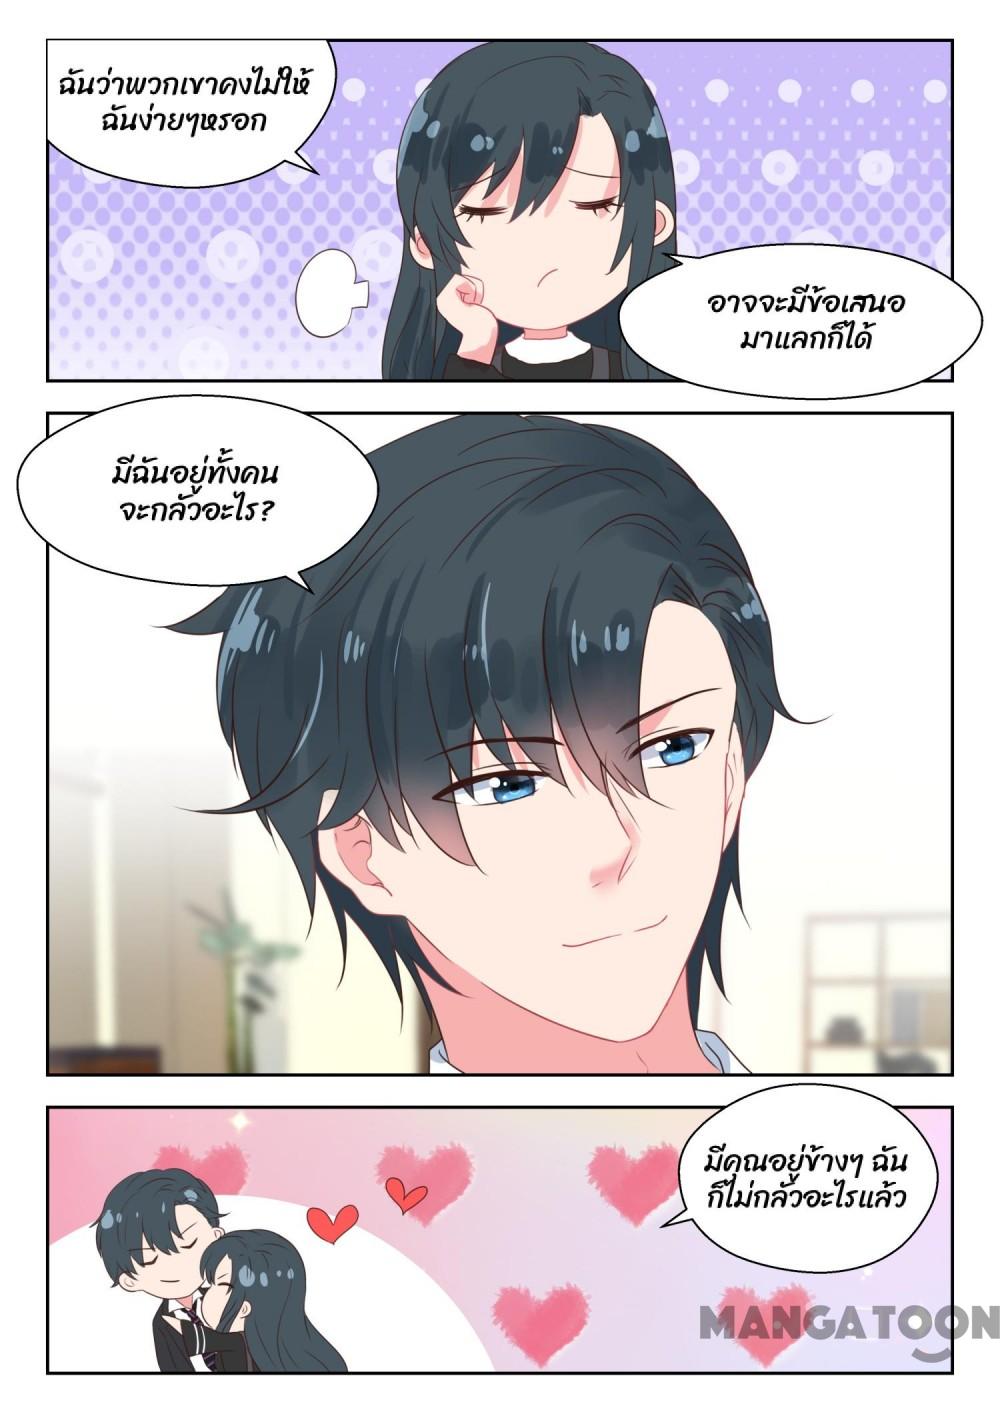 ฉันว่าพวกเขาคงไม่ให้
ฉันง่ายๆหรอก
อาจจะมีข้อเสนอ
มาแลกก็ได้
มีฉันอยู่ทั้งคน
จะกลัวอะไร?
มีคุณอยู่ข้างๆ ฉัน
ก็ไม่กลัวอะไรแล้ว
MANGATOON